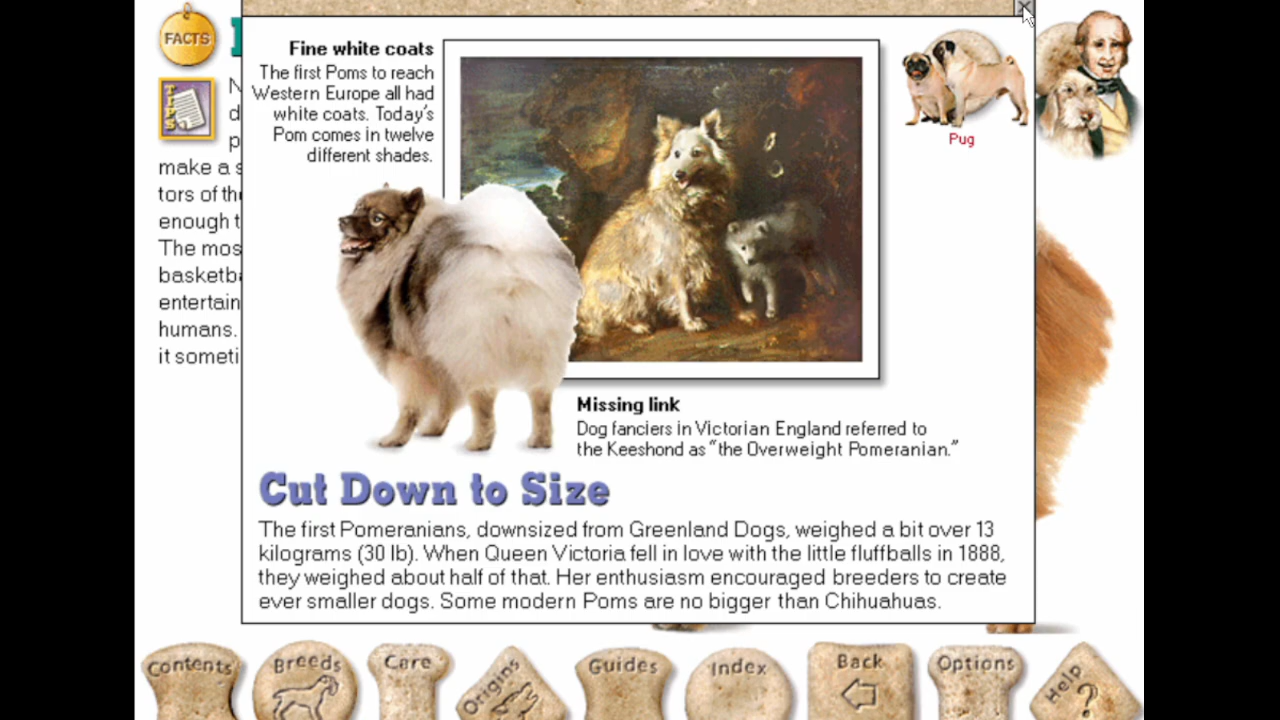 FACTS
TIPS
N
d
p
make a s
tors of the
enough t
The mos
basketba
entertain
humans.
it someti
Fine white coats
The first Poms to reach
Western Europe all had
white coats. Today's
Pom comes in twelve
different shades.
Pug
Missing link
Dog fanciers in Victorian England referred to
the Keeshond as "the Overweight Pomeranian."
Cut Down to Size
The first Pomeranians, downsized from Greenland Dogs, weighed a bit over 13
kilograms (30 lb). When Queen Victoria fell in love with the little fluffballs in 1888,
they weighed about half of that. Her enthusiasm encouraged breeders to create
ever smaller dogs. Some modern Poms are no bigger than Chihuahuas.
Contents
Breeds
Care
Origins
Guides
Index
Back
Options
Help
?